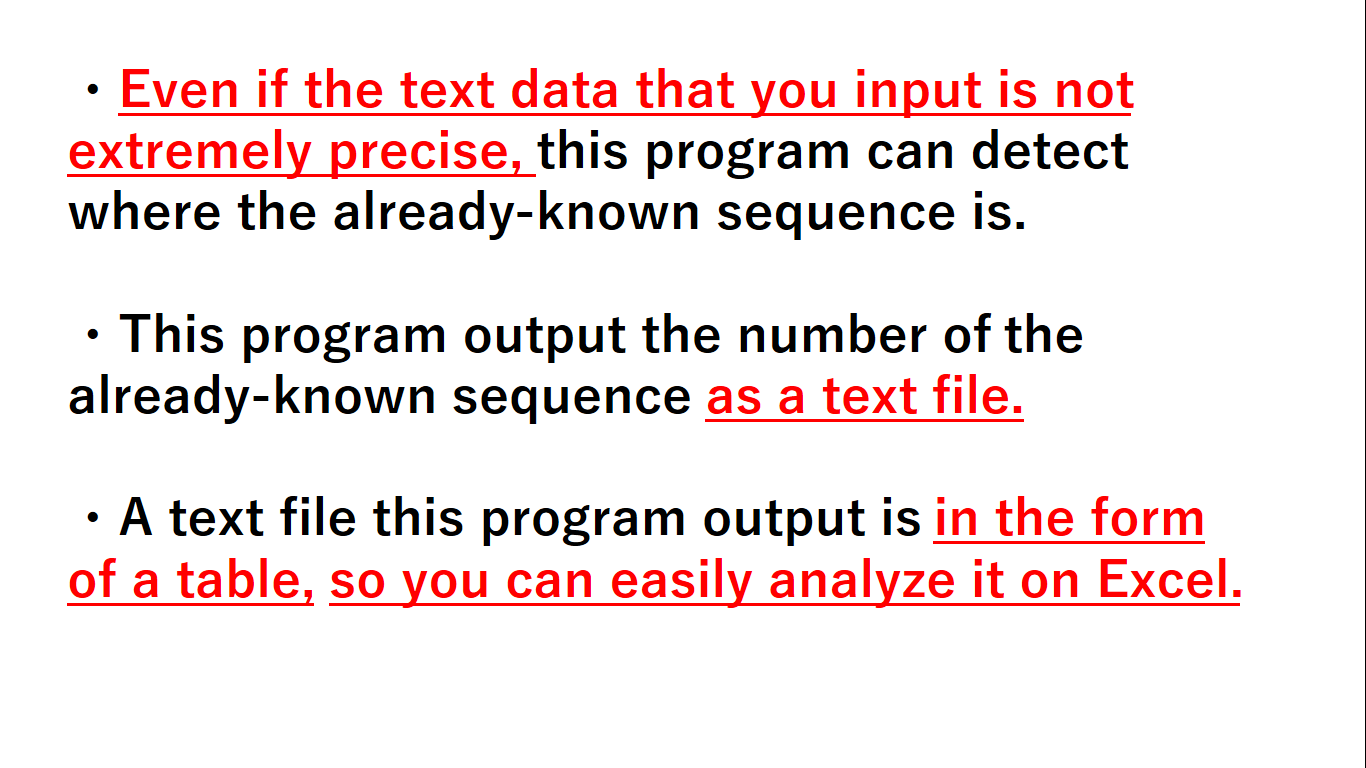 ・Even if the text data that you input is not
extremely precise, this program can detect
where the already-known sequence is.
・This program output the number of the
already-known sequence as a text file.
・A text file this program output is in the form
of a table, so you can easily analyze it on Excel.